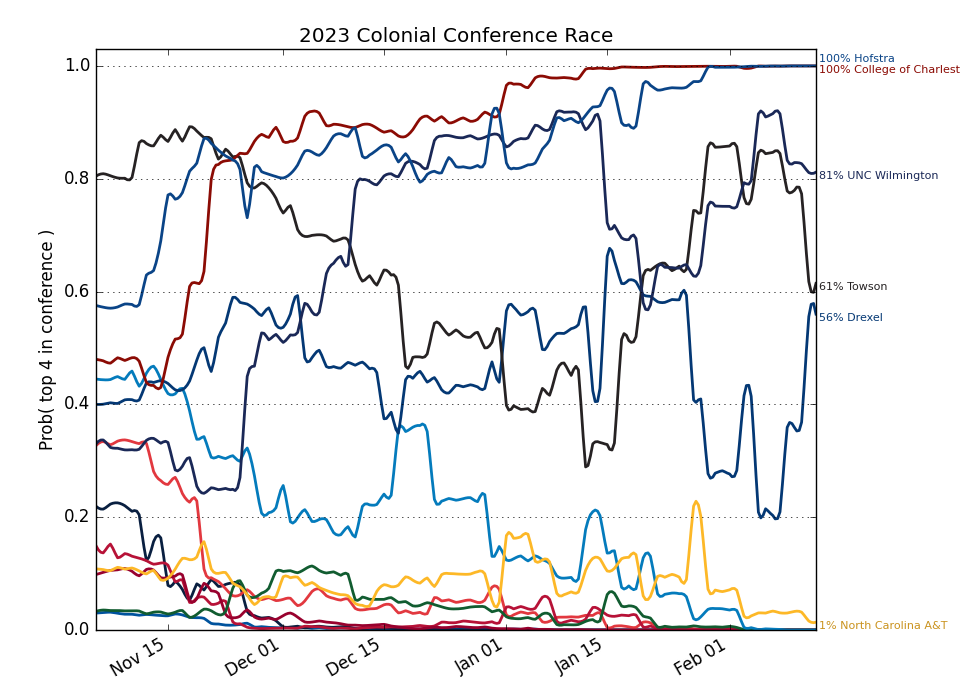 2023 Colonial Conference Race
Prob( top 4 in conference )
1.0
0.8
0.6
0.4
0.2
0.0
Nov 15
Dec 01
Dec 15
Jan 01
Jan 15
Feb 01
100% Hofstra
100% College of Charlest
81% UNC Wilmington
61% Towson
56% Drexel
1% North Carolina A&T